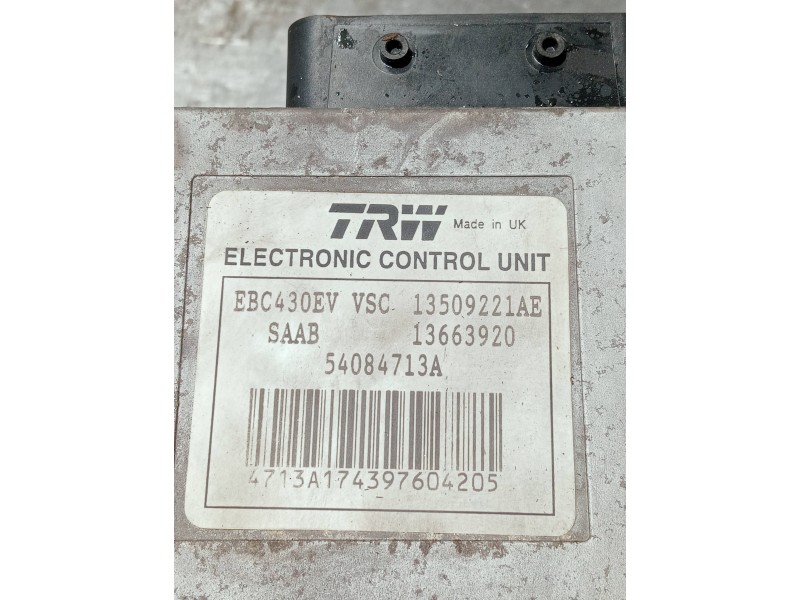 TRW Made in UK
ELECTRONIC CONTROL UNIT
EBC430EV VSC 13509221AE
SAAB 13663920
54084713A
4713A174397604205